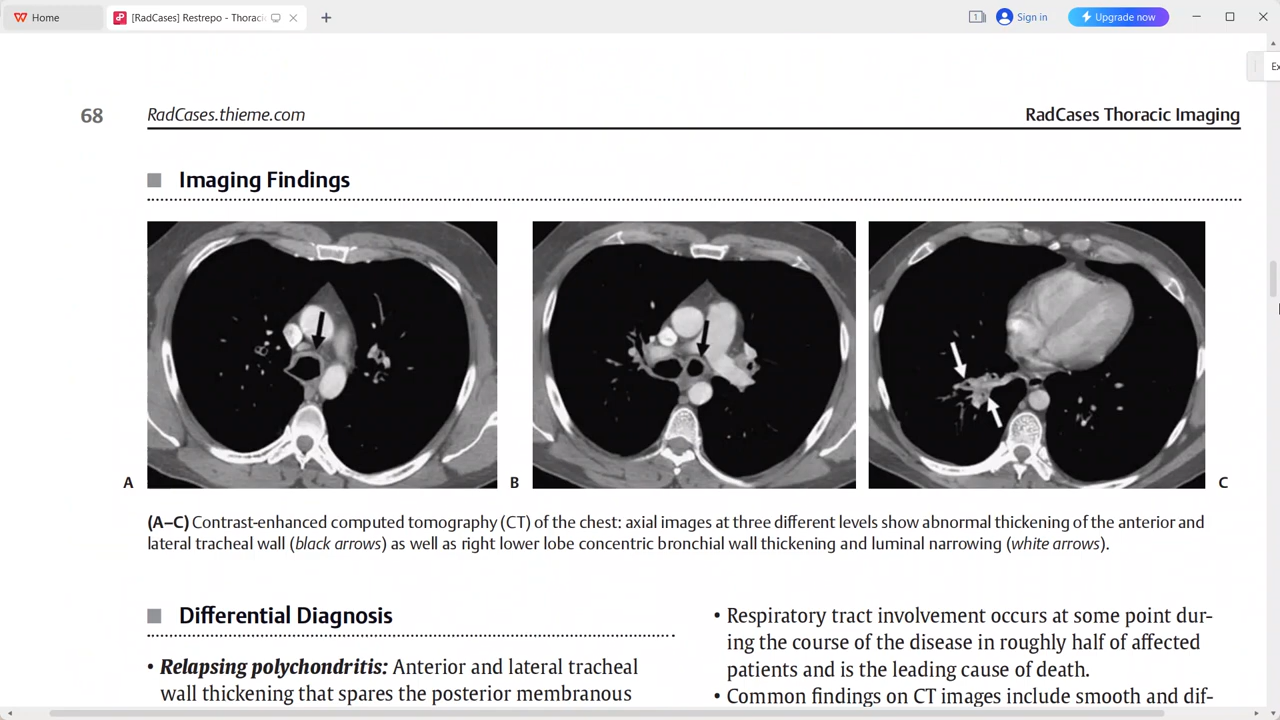 Home
[RadCases] Restrepo - Thoracic
1
Sign in
Upgrade now
Ex
68
RadCases.thieme.com
RadCases Thoracic Imaging
Imaging Findings
A
B
C
(A–C) Contrast-enhanced computed tomography (CT) of the chest: axial images at three different levels show abnormal thickening of the anterior and
lateral tracheal wall (black arrows) as well as right lower lobe concentric bronchial wall thickening and luminal narrowing (white arrows).
Differential Diagnosis
• Relapsing polychondritis: Anterior and lateral tracheal
wall thickening that spares the posterior membranous
• Respiratory tract involvement occurs at some point dur-
ing the course of the disease in roughly half of affected
patients and is the leading cause of death.
• Common findings on CT images include smooth and dif-